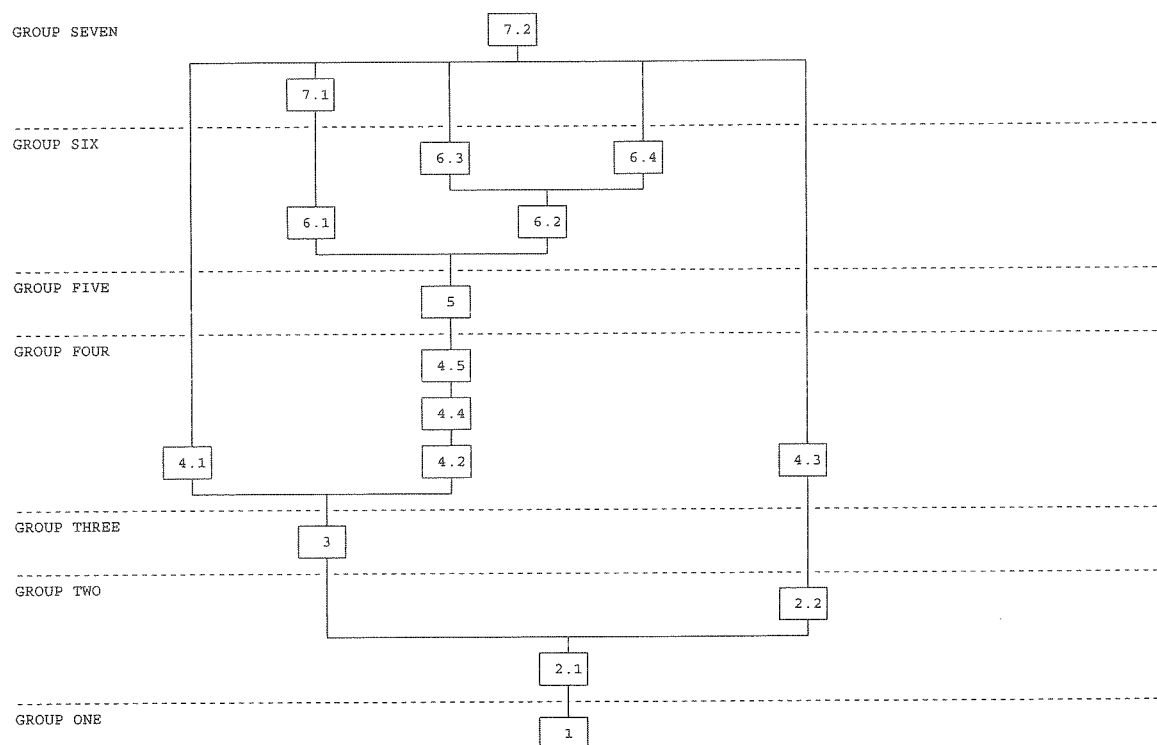 GROUP SEVEN
7.2
7.1
GROUP SIX
6.3
6.4
6.1
6.2
GROUP FIVE
5
GROUP FOUR
4.5
4.4
4.1
4.2
4.3
GROUP THREE
3
GROUP TWO
2.2
2.1
GROUP ONE
1